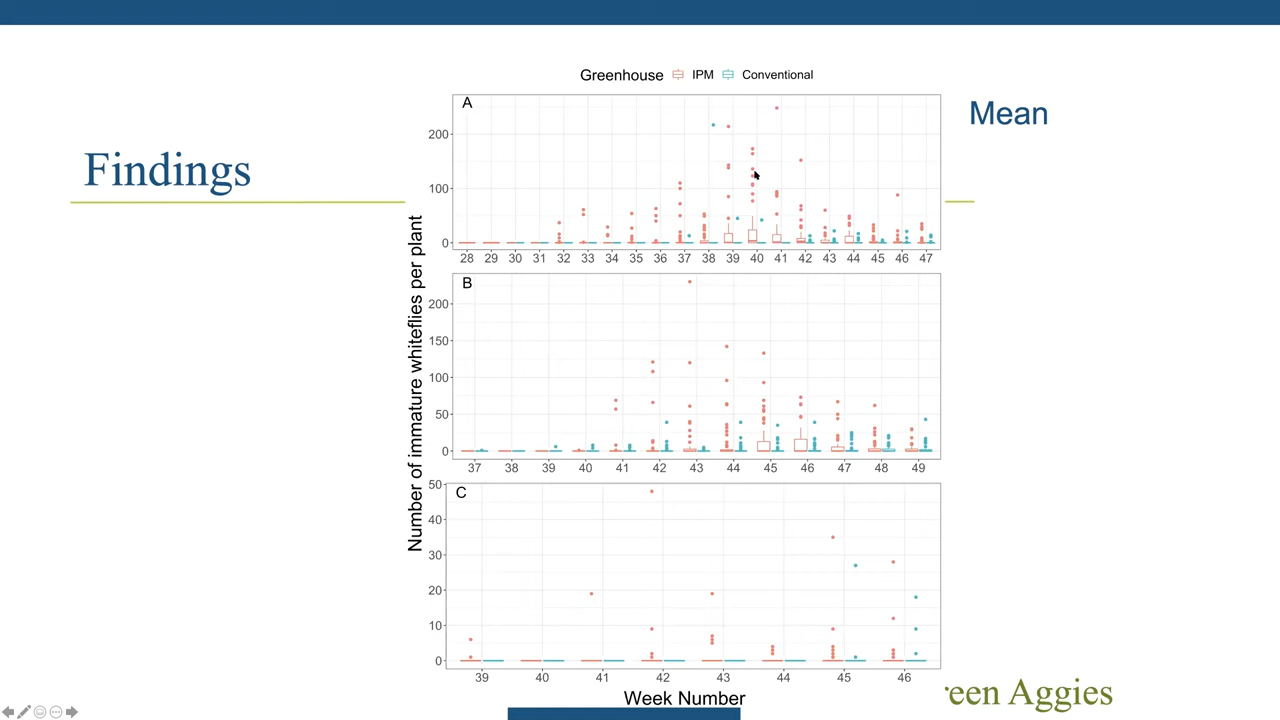 Greenhouse IPM Conventional
Mean
Findings
Number of immature whiteflies per plant
A
200
100
0
28 29 30 31 32 33 34 35 36 37 38 39 40 41 42 43 44 45 46 47
B
200
150
100
50
0
37 38 39 40 41 42 43 44 45 46 47 48 49
C
50
40
30
20
10
0
39 40 41 42 43 44 45 46
Week Number
een Aggies